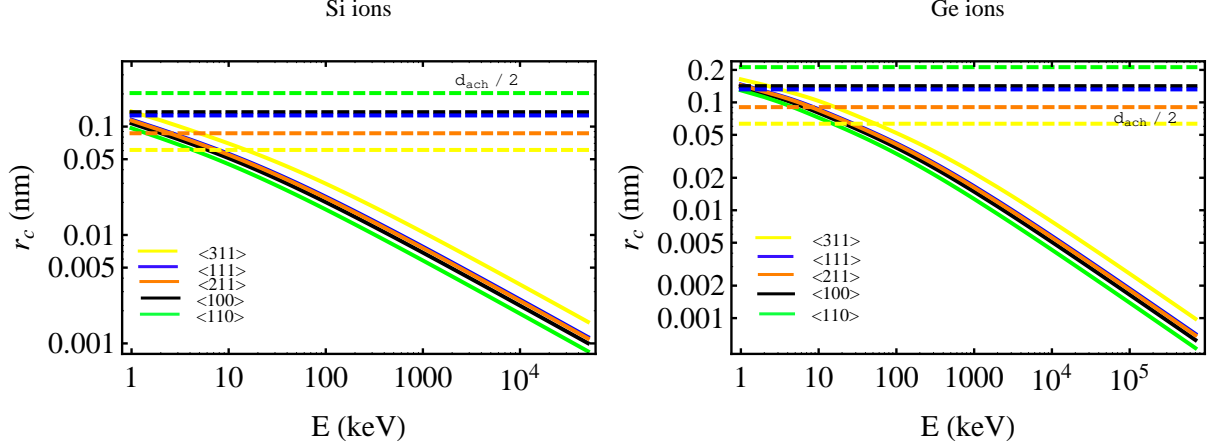 Si ions
d_ach / 2
0.1
0.05
0.01
0.005
0.001
r_c (nm)
<311>
<111>
<211>
<100>
<110>
1 10 100 1000 10^4
E (keV)
Ge ions
0.2
0.1
0.05
0.02
0.01
0.005
0.002
0.001
d_ach / 2
r_c (nm)
<311>
<111>
<211>
<100>
<110>
1 10 100 1000 10^4 10^5
E (keV)